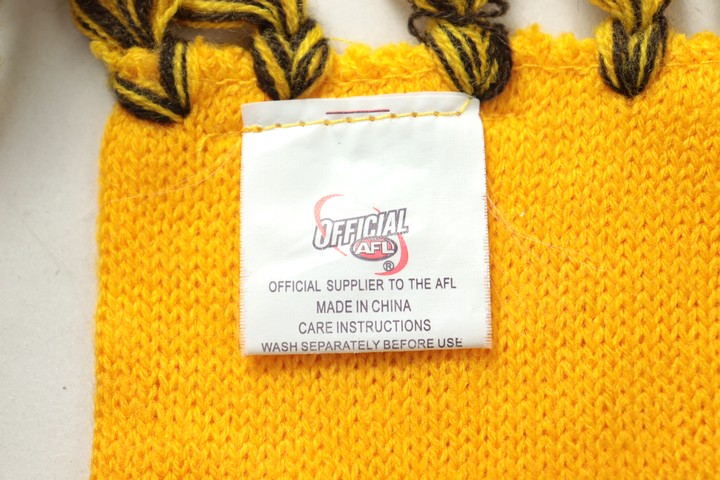 OFFICIAL
AFL
®
OFFICIAL SUPPLIER TO THE AFL
MADE IN CHINA
CARE INSTRUCTIONS
WASH SEPARATELY BEFORE USE